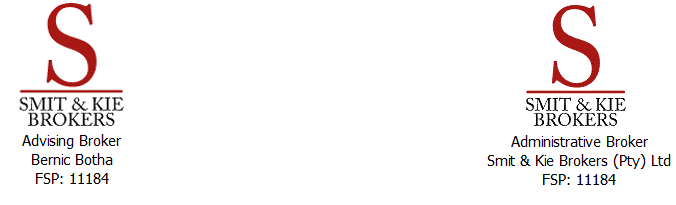 S
SMIT & KIE
BROKERS
Advising Broker
Bernic Botha
FSP: 11184
S
SMIT & KIE
BROKERS
Administrative Broker
Smit & Kie Brokers (Pty) Ltd
FSP: 11184